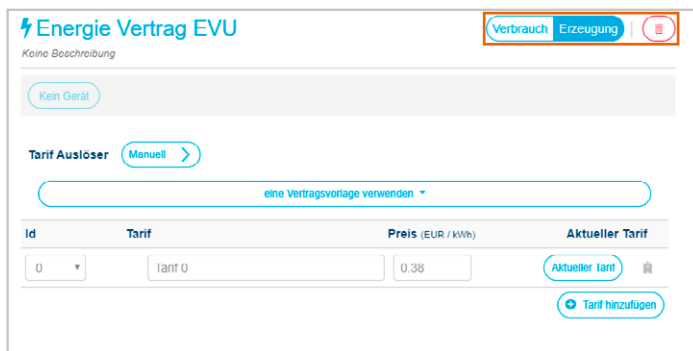 Energie Vertrag EVU
Verbrauch Erzeugung
Keine Beschreibung
Kein Gerät
Tarif Auslöser Manuell
eine Vertragsvorlage verwenden
Id Tarif Preis (EUR / kWh) Aktueller Tarif
0 Tarif 0 0.38 Aktueller Tarif
Tarif hinzufügen